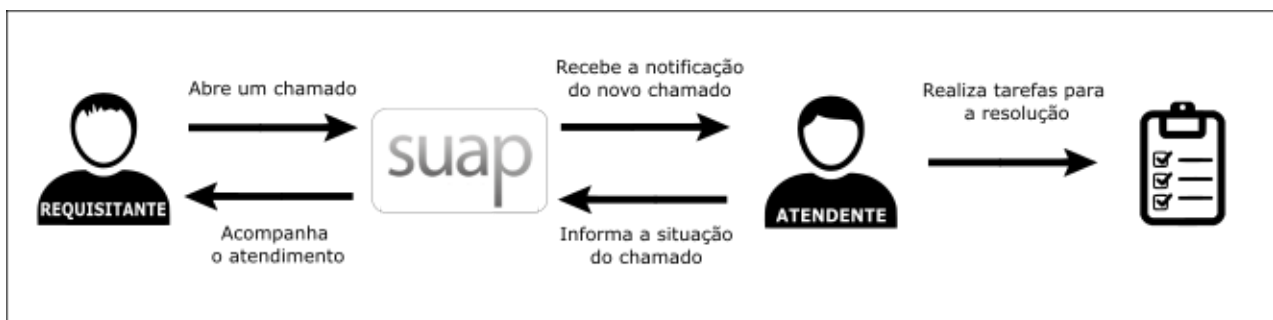 Abre um chamado
Recebe a notificação
do novo chamado
Realiza tarefas para
a resolução
suap
REQUISITANTE
ATENDENTE
Acompanha
o atendimento
Informa a situação
do chamado